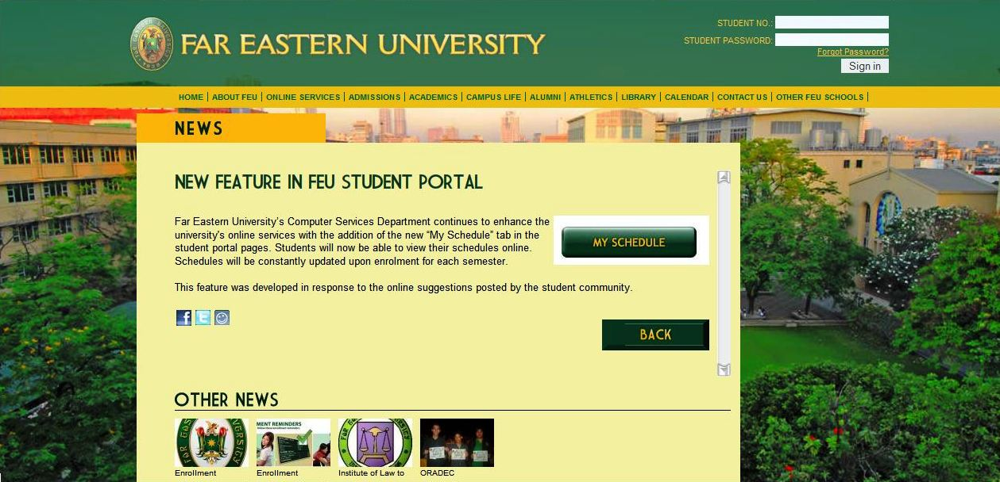 FAR EASTERN UNIVERSITY
STUDENT NO.:
STUDENT PASSWORD:
Forgot Password?
Sign in
HOME | ABOUT FEU | ONLINE SERVICES | ADMISSIONS | ACADEMICS | CAMPUS LIFE | ALUMNI | ATHLETICS | LIBRARY | CALENDAR | CONTACT US | OTHER FEU SCHOOLS |
NEWS
NEW FEATURE IN FEU STUDENT PORTAL
Far Eastern University's Computer Services Department continues to enhance the
university's online services with the addition of the new “My Schedule” tab in the
student portal pages. Students will now be able to view their schedules online.
Schedules will be constantly updated upon enrolment for each semester.
MY SCHEDULE
This feature was developed in response to the online suggestions posted by the student community.
BACK
OTHER NEWS
MENT REMINDERS
Enrollment
Enrollment
Institute of Law to
ORADEC